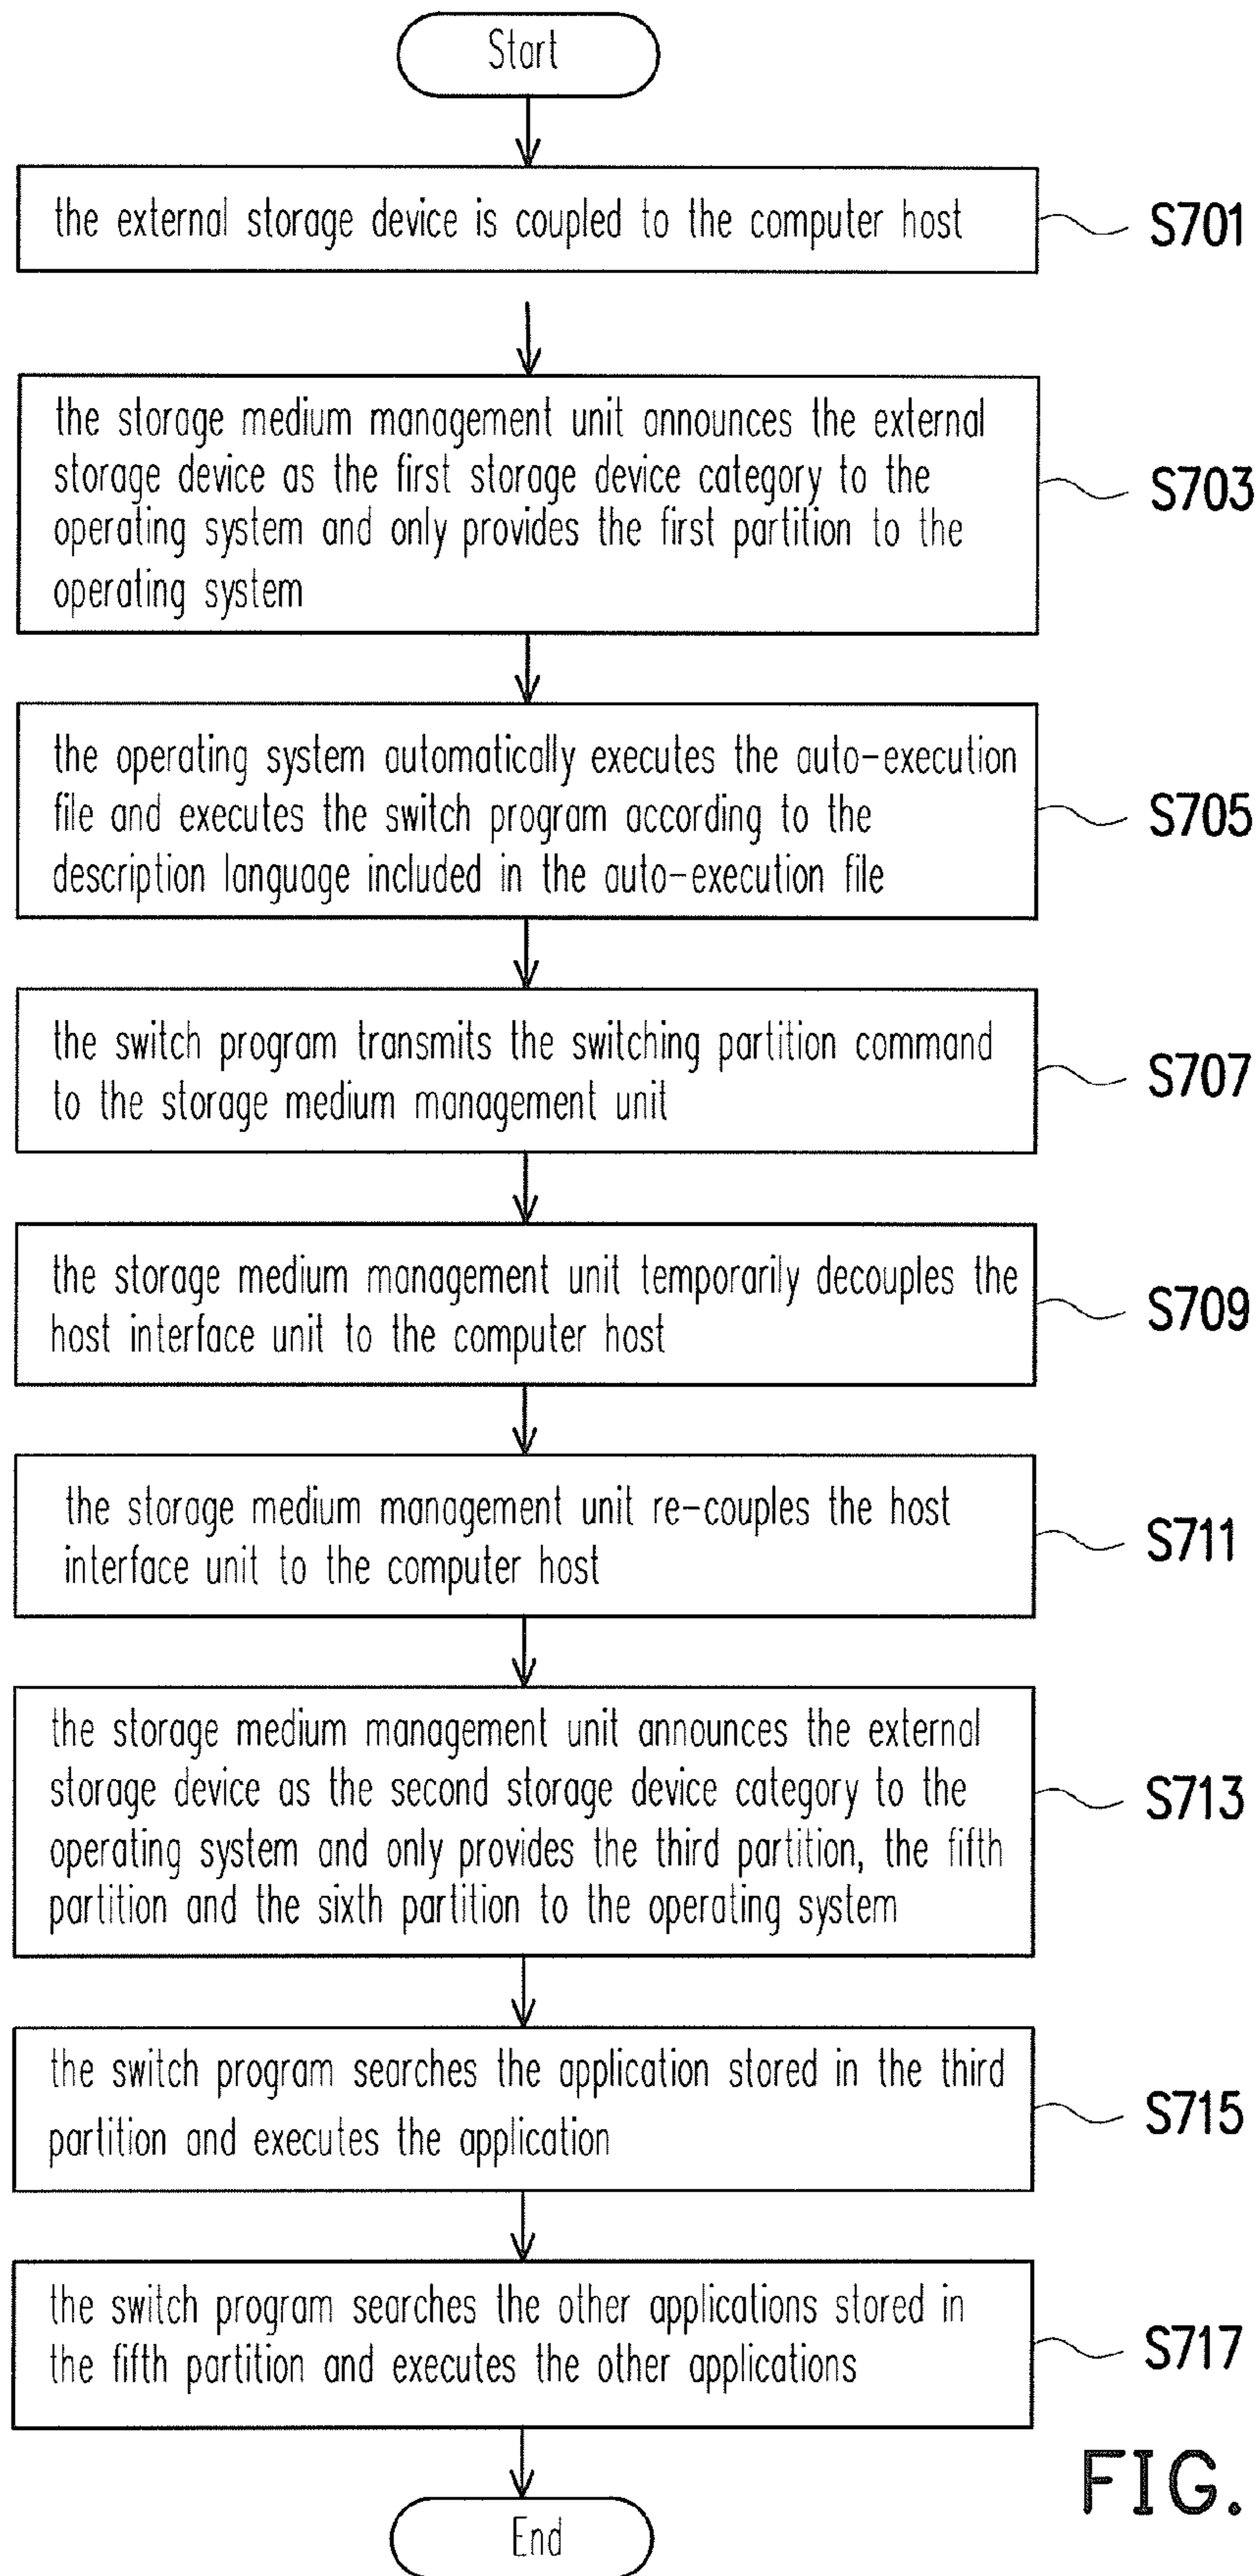 Start
the external storage device is coupled to the computer host
S701
the storage medium management unit announces the external
storage device as the first storage device category to the
operating system and only provides the first partition to the
operating system
S703
the operating system automatically executes the auto-execution
file and executes the switch program according to the
description language included in the auto-execution file
S705
the switch program transmits the switching partition command
to the storage medium management unit
S707
the storage medium management unit temporarily decouples the
host interface unit to the computer host
S709
the storage medium management unit re-couples the host
interface unit to the computer host
S711
the storage medium management unit announces the external
storage device as the second storage device category to the
operating system and only provides the third partition, the fifth
partition and the sixth partition to the operating system
S713
the switch program searches the application stored in the third
partition and executes the application
S715
the switch program searches the other applications stored in
the fifth partition and executes the other applications
S717
End
FIG.